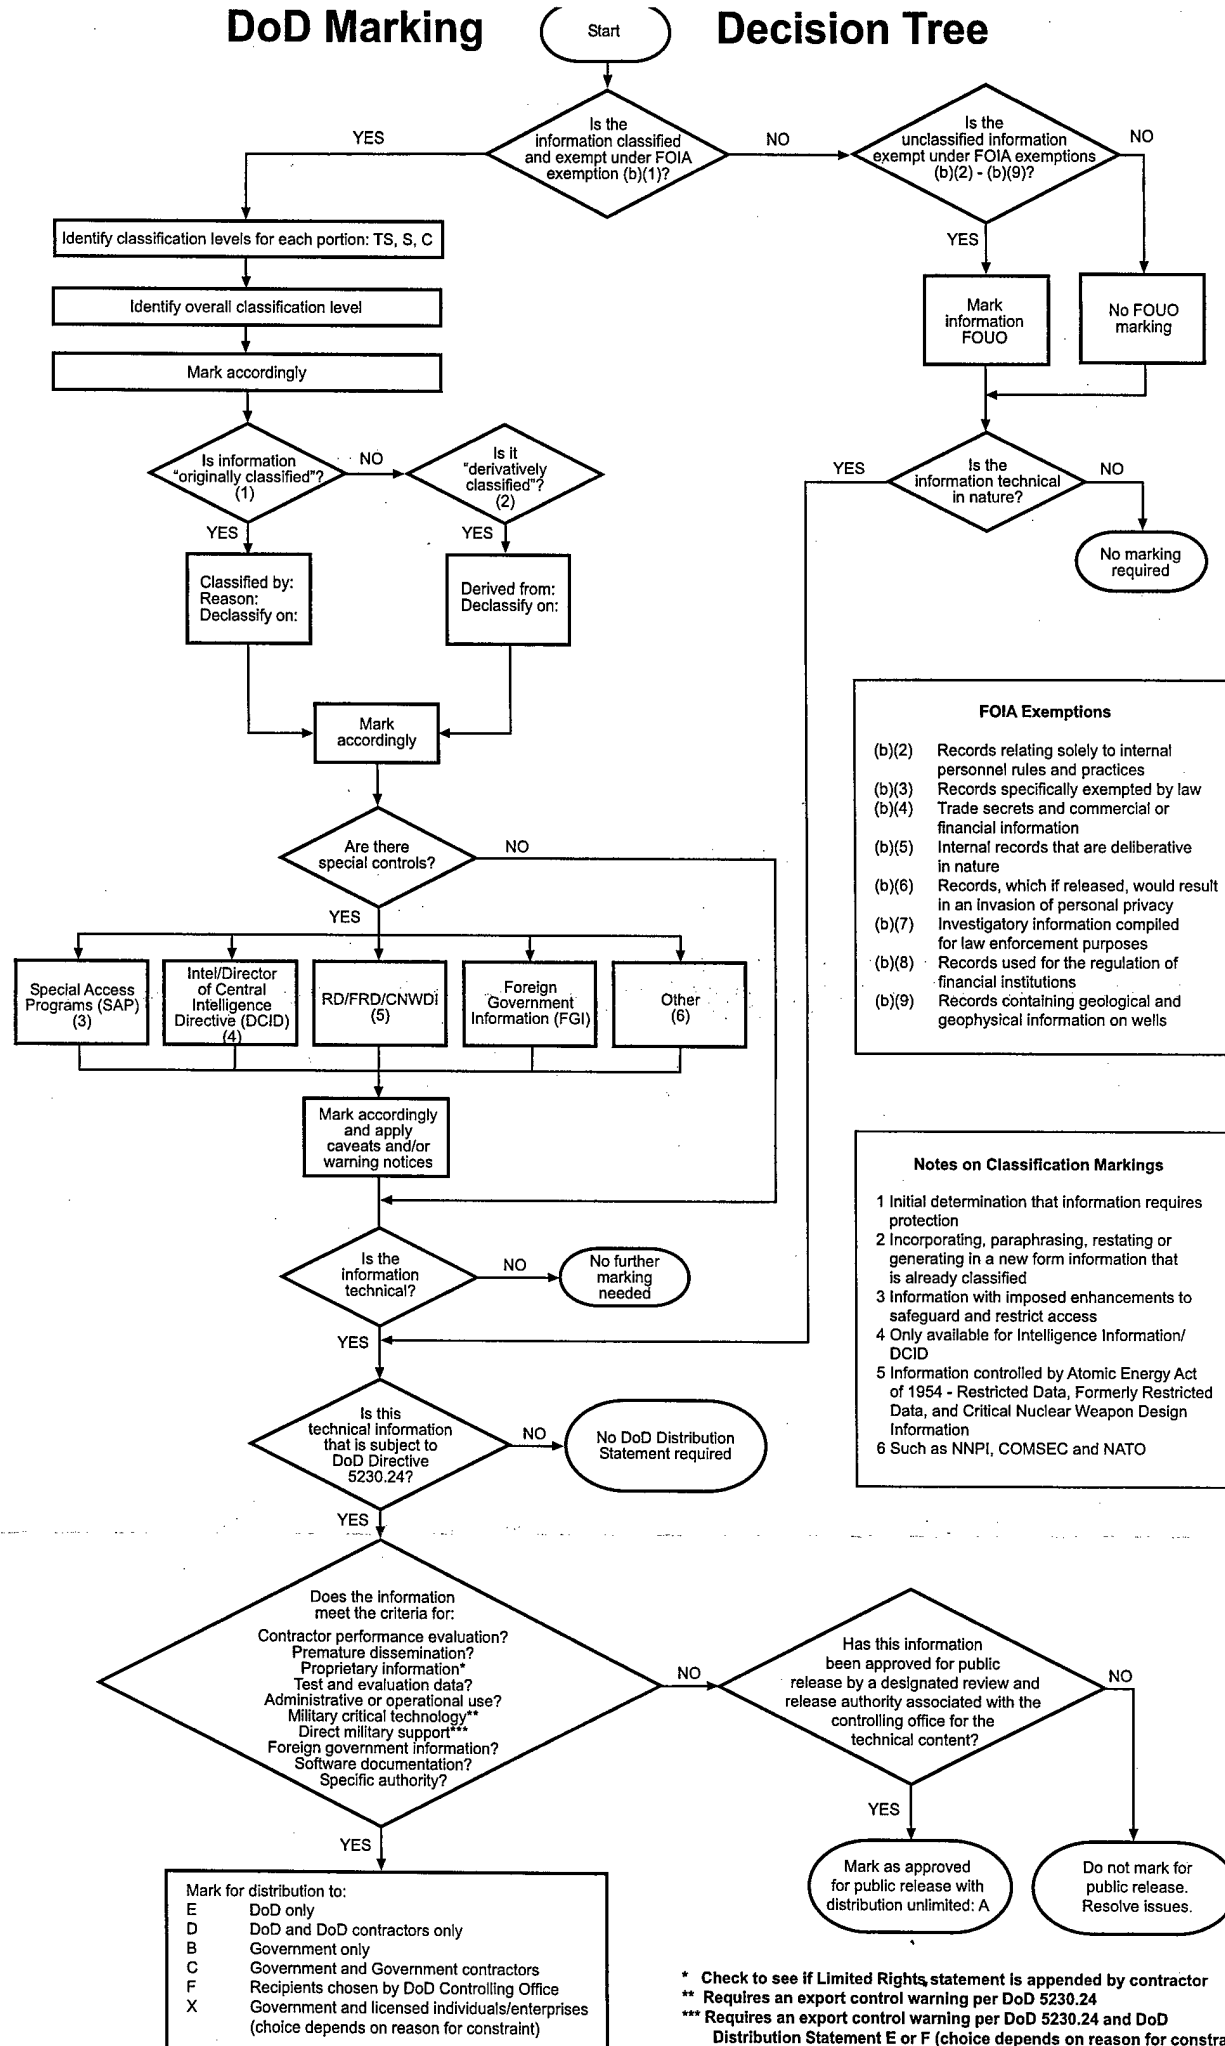 DoD Marking
Start
Decision Tree
Is the
information classified
and exempt under FOIA
exemption (b)(1)?
YES
NO
Is the
unclassified information
exempt under FOIA exemptions
(b)(2) - (b)(9)?
NO
YES
Identify classification levels for each portion: TS, S, C
Identify overall classification level
Mark accordingly
Mark
information
FOUO
No FOUO
marking
Is information
"originally classified"?
(1)
NO
Is it
"derivatively
classified"?
(2)
YES
YES
Classified by:
Reason:
Declassify on:
Derived from:
Declassify on:
YES
Is the
information technical
in nature?
NO
No marking
required
Mark
accordingly
Are there
special controls?
NO
YES
Special Access
Programs (SAP)
(3)
Intel/Director
of Central
Intelligence
Directive (DCID)
(4)
RD/FRD/CNWDI
(5)
Foreign
Government
Information (FGI)
Other
(6)
Mark accordingly
and apply
caveats and/or
warning notices
Is the
information
technical?
NO
No further
marking
needed
YES
FOIA Exemptions
(b)(2) Records relating solely to internal
personnel rules and practices
(b)(3) Records specifically exempted by law
(b)(4) Trade secrets and commercial or
financial information
(b)(5) Internal records that are deliberative
in nature
(b)(6) Records, which if released, would result
in an invasion of personal privacy
(b)(7) Investigatory information compiled
for law enforcement purposes
(b)(8) Records used for the regulation of
financial institutions
(b)(9) Records containing geological and
geophysical information on wells
Notes on Classification Markings
1 Initial determination that information requires
protection
2 Incorporating, paraphrasing, restating or
generating in a new form information that
is already classified
3 Information with imposed enhancements to
safeguard and restrict access
4 Only available for Intelligence Information/
DCID
5 Information controlled by Atomic Energy Act
of 1954 - Restricted Data, Formerly Restricted
Data, and Critical Nuclear Weapon Design
Information
6 Such as NNPI, COMSEC and NATO
Is this
technical information
that is subject to
DoD Directive
5230.24?
NO
No DoD Distribution
Statement required
YES
Does the information
meet the criteria for:
Contractor performance evaluation?
Premature dissemination?
Proprietary information*
Test and evaluation data?
Administrative or operational use?
Military critical technology**
Direct military support***
Foreign government information?
Software documentation?
Specific authority?
NO
Has this information
been approved for public
release by a designated review and
release authority associated with the
controlling office for the
technical content?
NO
YES
YES
Mark as approved
for public release with
distribution unlimited: A
Do not mark for
public release.
Resolve issues.
Mark for distribution to:
E DoD only
D DoD and DoD contractors only
B Government only
C Government and Government contractors
F Recipients chosen by DoD Controlling Office
X Government and licensed individuals/enterprises
(choice depends on reason for constraint)
* Check to see if Limited Rights statement is appended by contractor
** Requires an export control warning per DoD 5230.24
*** Requires an export control warning per DoD 5230.24 and DoD
Distribution Statement E or F (choice depends on reason for